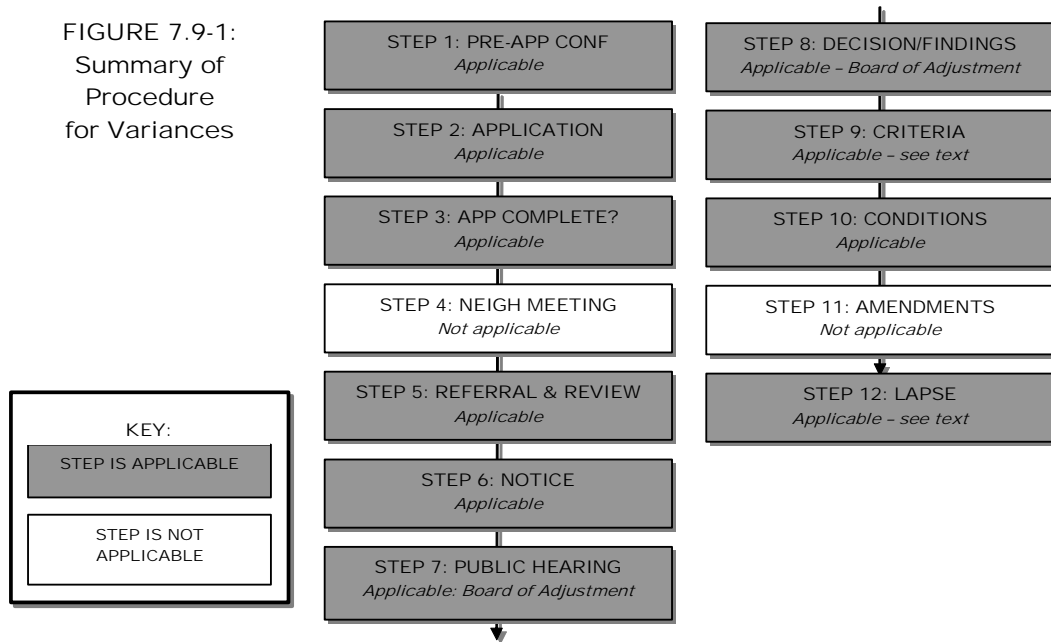 FIGURE 7.9-1:
Summary of
Procedure
for Variances
STEP 1: PRE-APP CONF
Applicable
STEP 2: APPLICATION
Applicable
STEP 3: APP COMPLETE?
Applicable
STEP 4: NEIGH MEETING
Not applicable
STEP 5: REFERRAL & REVIEW
Applicable
STEP 6: NOTICE
Applicable
STEP 7: PUBLIC HEARING
Applicable: Board of Adjustment
STEP 8: DECISION/FINDINGS
Applicable – Board of Adjustment
STEP 9: CRITERIA
Applicable – see text
STEP 10: CONDITIONS
Applicable
STEP 11: AMENDMENTS
Not applicable
STEP 12: LAPSE
Applicable – see text
KEY:
STEP IS APPLICABLE
STEP IS NOT
APPLICABLE